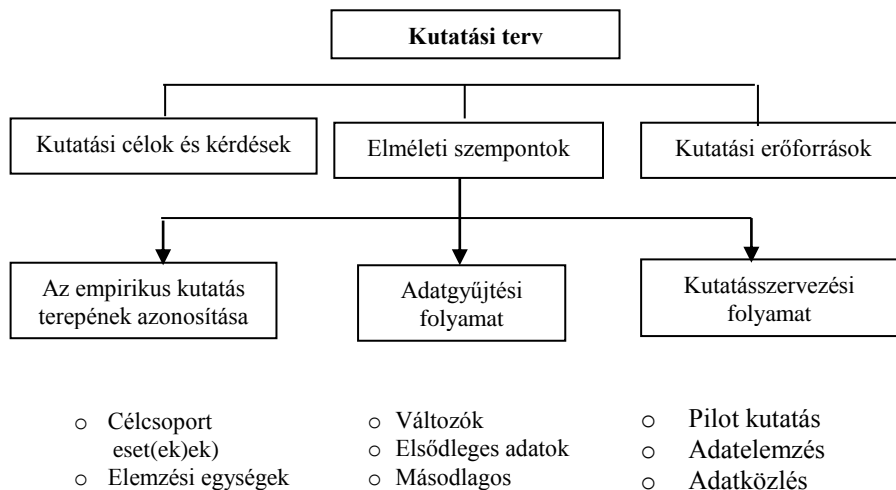 Kutatási terv
Kutatási célok és kérdések
Elméleti szempontok
Kutatási erőforrások
Az empirikus kutatás
terepének azonosítása
Adatgyűjtési
folyamat
Kutatásszervezési
folyamat
o Célcsoport
eset(ek)ek)
o Elemzési egységek
o Változók
o Elsődleges adatok
o Másodlagos
o Pilot kutatás
o Adatelemzés
o Adatközlés